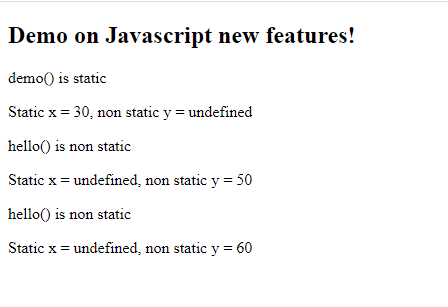 Demo on Javascript new features!
demo() is static
Static x = 30, non static y = undefined
hello() is non static
Static x = undefined, non static y = 50
hello() is non static
Static x = undefined, non static y = 60